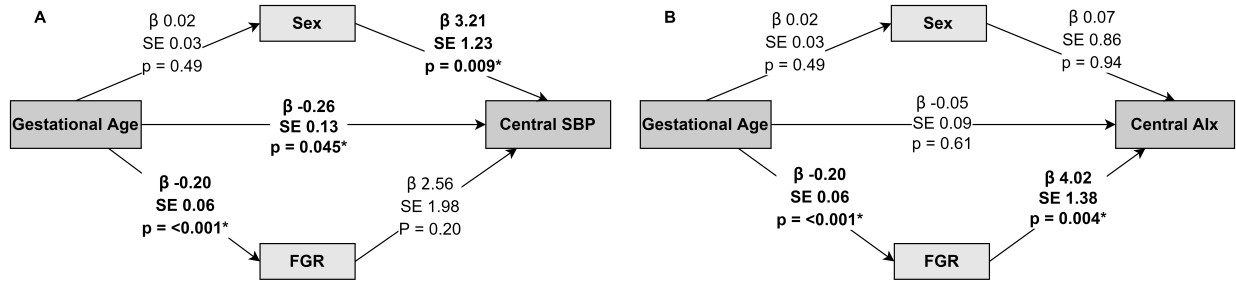 A
β 0.02
SE 0.03
p = 0.49
Sex
β 3.21
SE 1.23
p = 0.009*
Gestational Age
β -0.26
SE 0.13
p = 0.045*
Central SBP
β -0.20
SE 0.06
p = <0.001*
β 2.56
SE 1.98
P = 0.20
FGR
B
β 0.02
SE 0.03
p = 0.49
Sex
β 0.07
SE 0.86
p = 0.94
Gestational Age
β -0.05
SE 0.09
p = 0.61
Central AIx
β -0.20
SE 0.06
p = <0.001*
β 4.02
SE 1.38
p = 0.004*
FGR